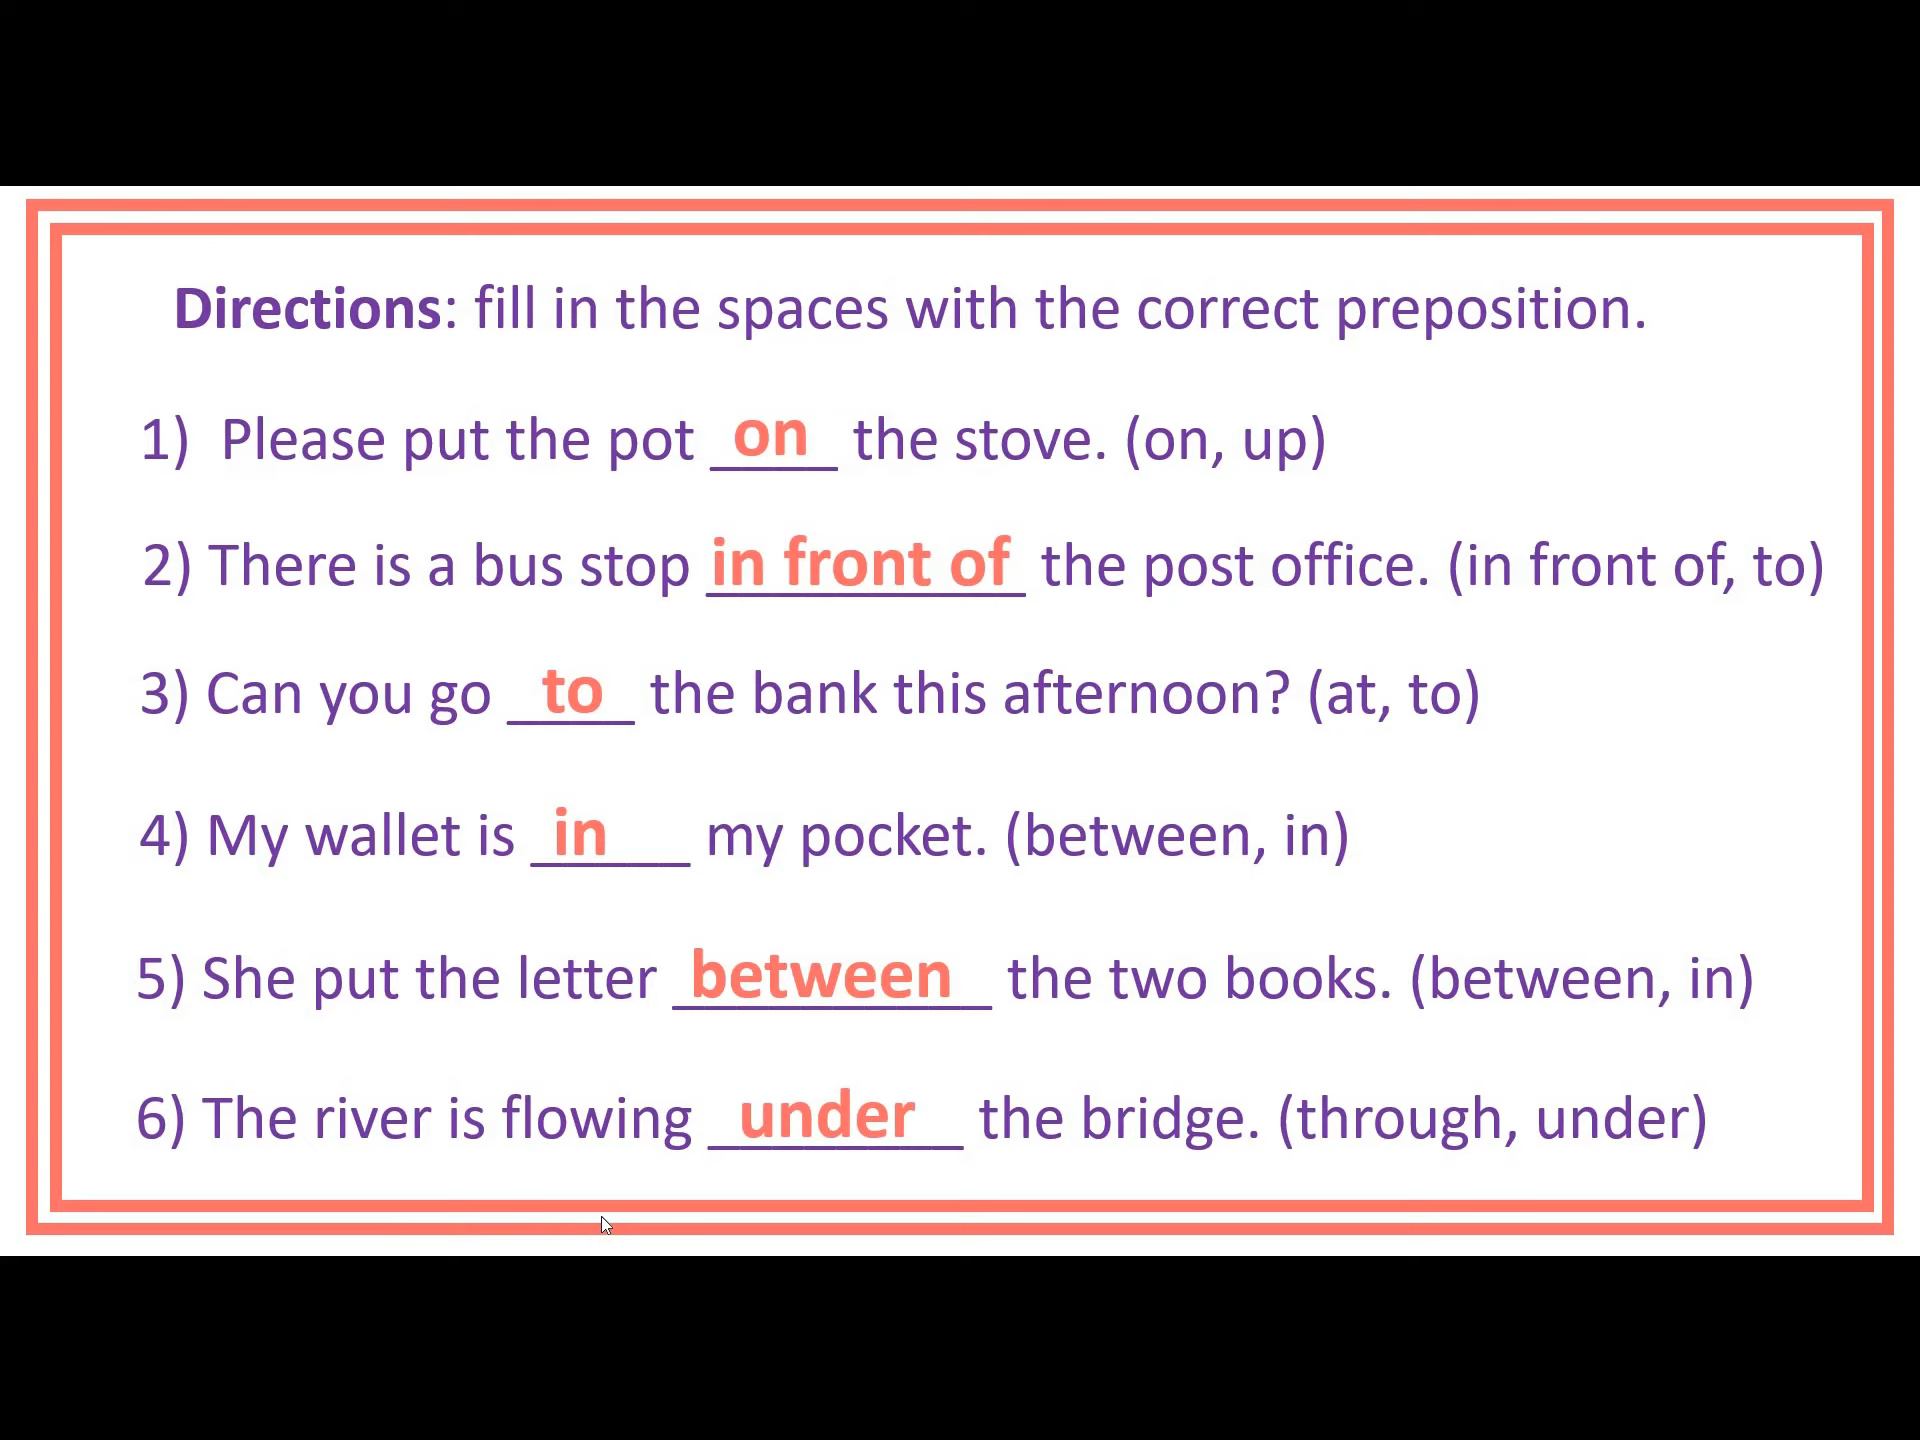 Directions: fill in the spaces with the correct preposition.
1) Please put the pot on the stove. (on, up)
2) There is a bus stop in front of the post office. (in front of, to)
3) Can you go to the bank this afternoon? (at, to)
4) My wallet is in my pocket. (between, in)
5) She put the letter between the two books. (between, in)
6) The river is flowing under the bridge. (through, under)